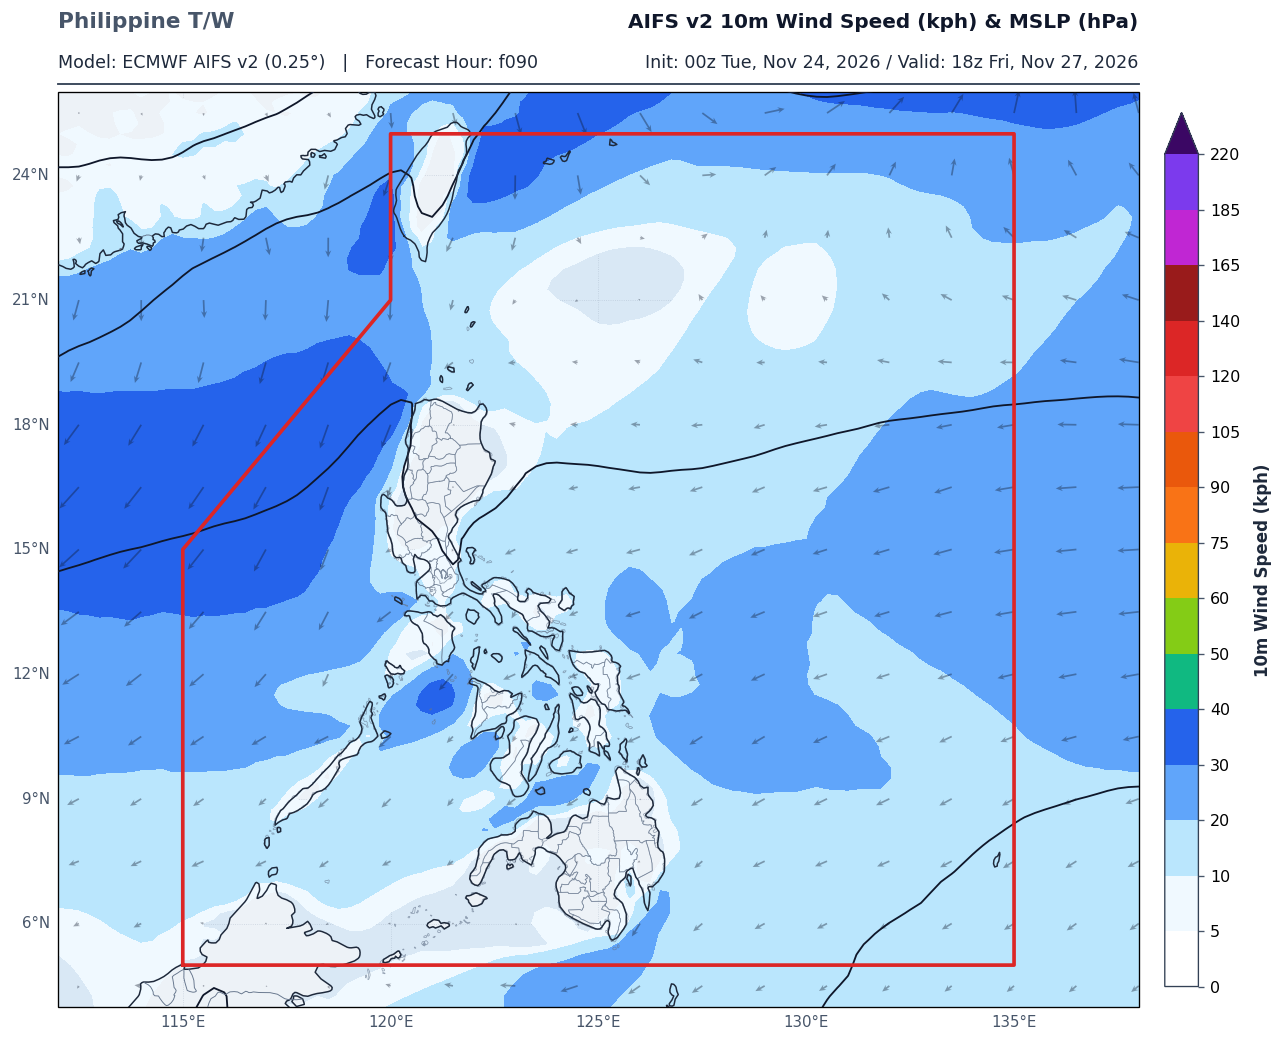 Philippine T/W
AIFS v2 10m Wind Speed (kph) & MSLP (hPa)
Model: ECMWF AIFS v2 (0.25°) | Forecast Hour: f090
Init: 00z Tue, Nov 24, 2026 / Valid: 18z Fri, Nov 27, 2026
24°N
21°N
18°N
15°N
12°N
9°N
6°N
115°E
120°E
125°E
130°E
135°E
220
185
165
140
120
105
90
75
60
50
40
30
20
10
5
0
10m Wind Speed (kph)